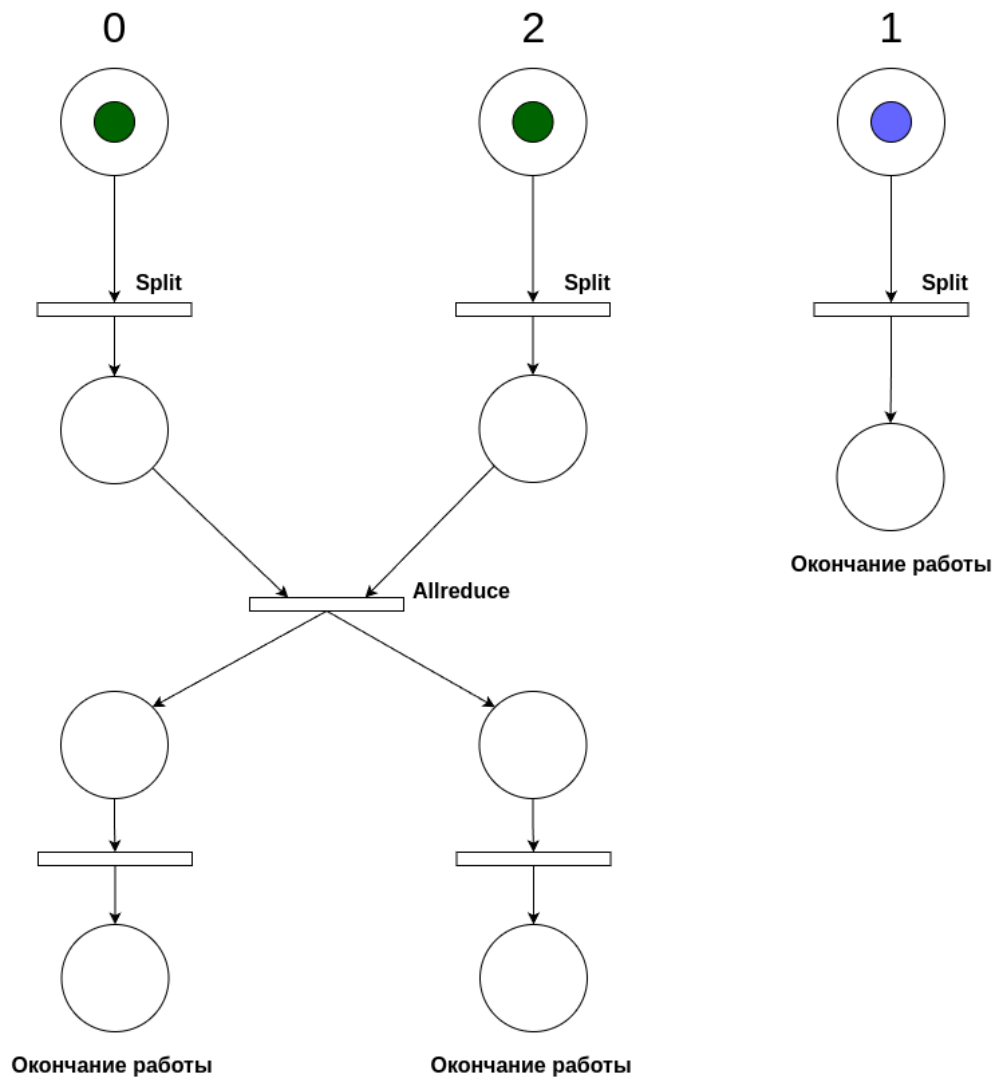 0
2
1
Split
Split
Split
Allreduce
Окончание работы
Окончание работы
Окончание работы